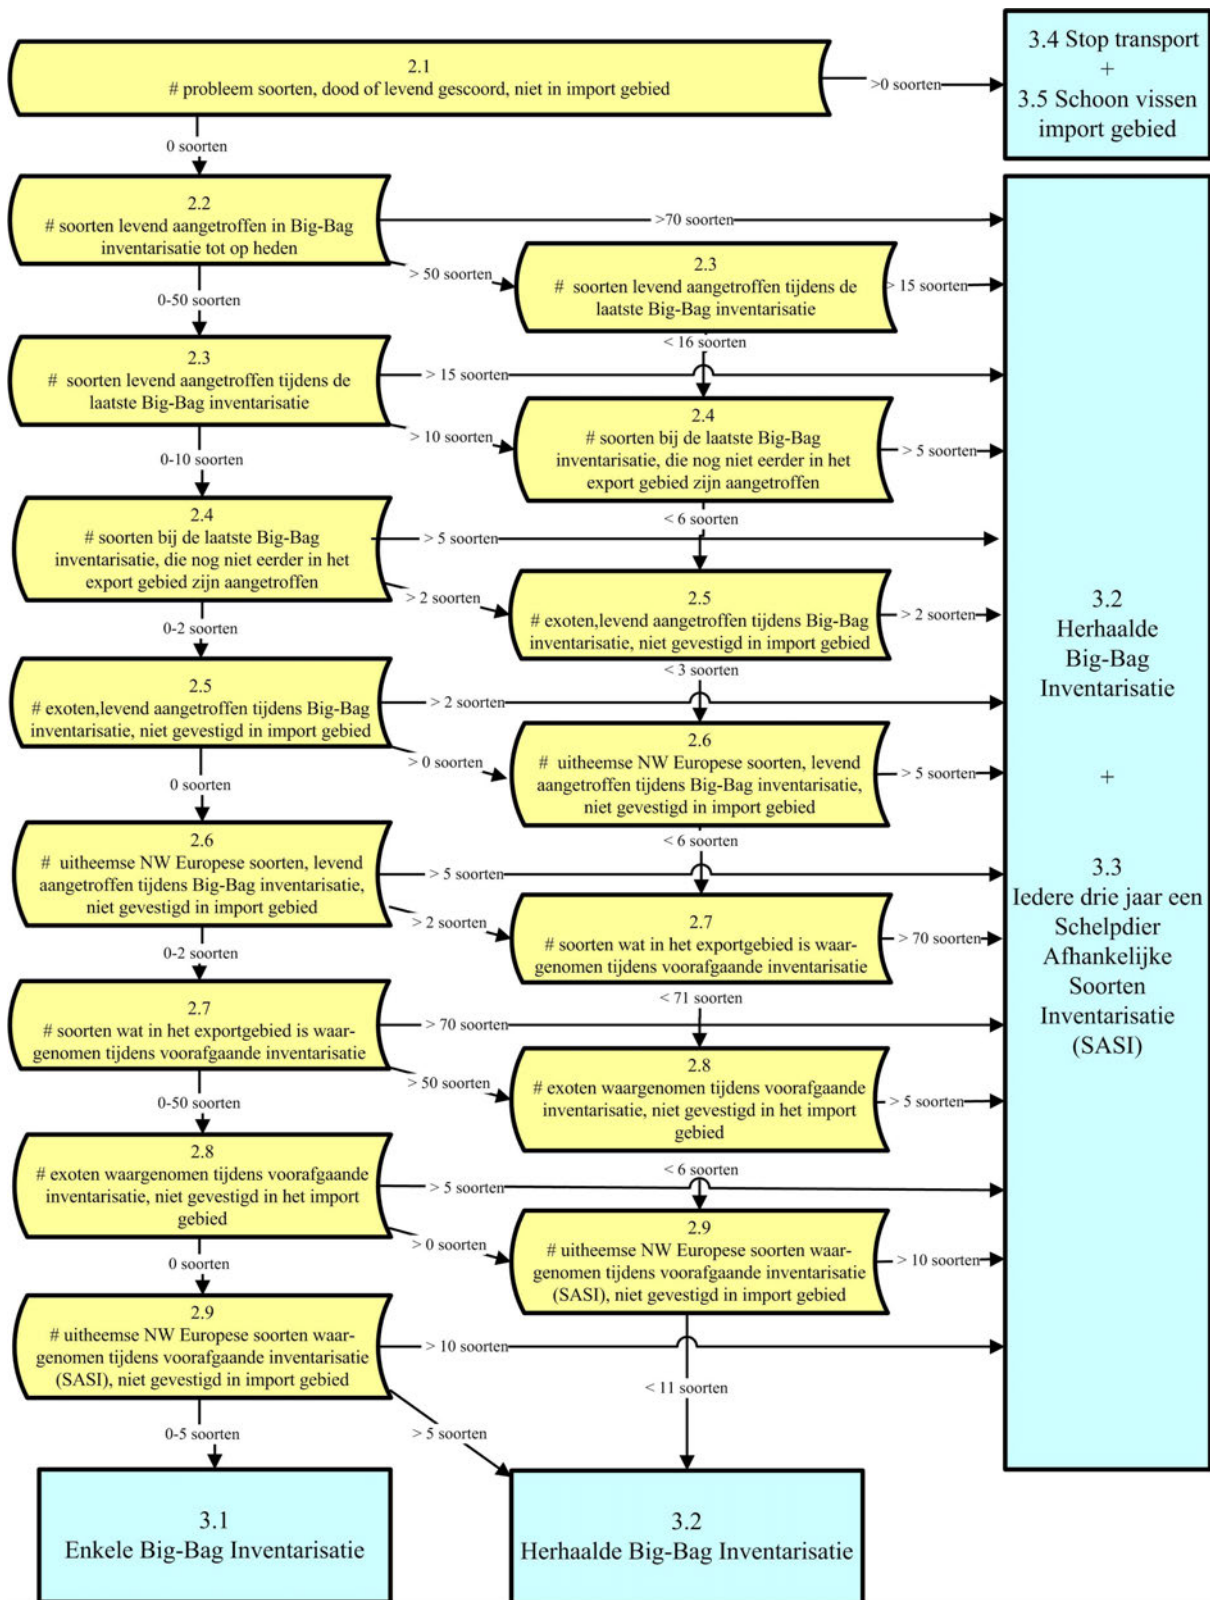 2.1
# probleem soorten, dood of levend gescoord, niet in import gebied
>0 soorten
3.4 Stop transport
+
3.5 Schoon vissen
import gebied
0 soorten
2.2
# soorten levend aangetroffen in Big-Bag
inventarisatie tot op heden
>70 soorten
> 50 soorten
2.3
# soorten levend aangetroffen tijdens de
laatste Big-Bag inventarisatie
> 15 soorten
0-50 soorten
< 16 soorten
2.3
# soorten levend aangetroffen tijdens de
laatste Big-Bag inventarisatie
> 15 soorten
> 10 soorten
2.4
# soorten bij de laatste Big-Bag
inventarisatie, die nog niet eerder in het
export gebied zijn aangetroffen
> 5 soorten
0-10 soorten
< 6 soorten
2.4
# soorten bij de laatste Big-Bag
inventarisatie, die nog niet eerder in het
export gebied zijn aangetroffen
> 5 soorten
> 2 soorten
2.5
# exoten,levend aangetroffen tijdens Big-Bag
inventarisatie, niet gevestigd in import gebied
> 2 soorten
0-2 soorten
< 3 soorten
2.5
# exoten,levend aangetroffen tijdens Big-Bag
inventarisatie, niet gevestigd in import gebied
> 2 soorten
> 0 soorten
2.6
# uitheemse NW Europese soorten, levend
aangetroffen tijdens Big-Bag inventarisatie,
niet gevestigd in import gebied
> 5 soorten
0 soorten
< 6 soorten
2.6
# uitheemse NW Europese soorten, levend
aangetroffen tijdens Big-Bag inventarisatie,
niet gevestigd in import gebied
> 5 soorten
> 2 soorten
2.7
# soorten wat in het exportgebied is waar-
genomen tijdens voorafgaande inventarisatie
> 70 soorten
0-2 soorten
< 71 soorten
2.7
# soorten wat in het exportgebied is waar-
genomen tijdens voorafgaande inventarisatie
> 70 soorten
> 50 soorten
2.8
# exoten waargenomen tijdens voorafgaande
inventarisatie, niet gevestigd in het import
gebied
> 5 soorten
0-50 soorten
< 6 soorten
2.8
# exoten waargenomen tijdens voorafgaande
inventarisatie, niet gevestigd in het import
gebied
> 5 soorten
> 0 soorten
2.9
# uitheemse NW Europese soorten waar-
genomen tijdens voorafgaande inventarisatie
(SASI), niet gevestigd in import gebied
> 10 soorten
0 soorten
2.9
# uitheemse NW Europese soorten waar-
genomen tijdens voorafgaande inventarisatie
(SASI), niet gevestigd in import gebied
> 10 soorten
< 11 soorten
0-5 soorten
> 5 soorten
3.2
Herhaalde
Big-Bag
Inventarisatie
+
3.3
Iedere drie jaar een
Schelpdier
Afhankelijke
Soorten
Inventarisatie
(SASI)
3.1
Enkele Big-Bag Inventarisatie
3.2
Herhaalde Big-Bag Inventarisatie